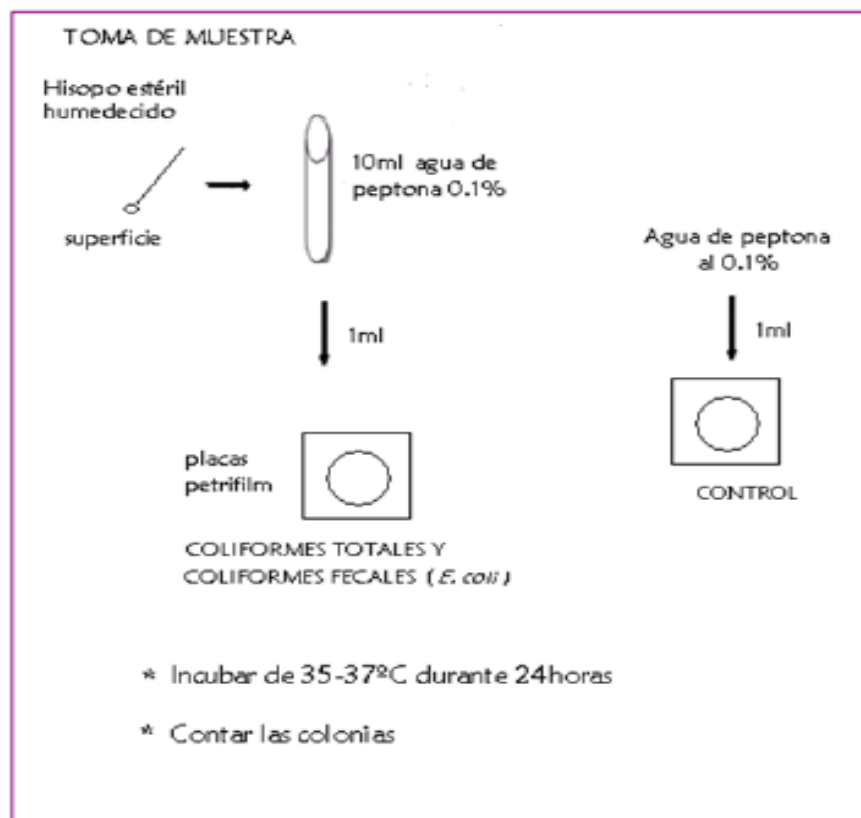 TOMA DE MUESTRA
Hisopo estéril
humedecido
superficie
10ml agua de
peptona 0.1%
1ml
placas
petrifilm
COLIFORMES TOTALES Y
COLIFORMES FECALES (E. coli)
Agua de peptona
al 0.1%
1ml
CONTROL
* Incubar de 35-37ºC durante 24horas
* Contar las colonias